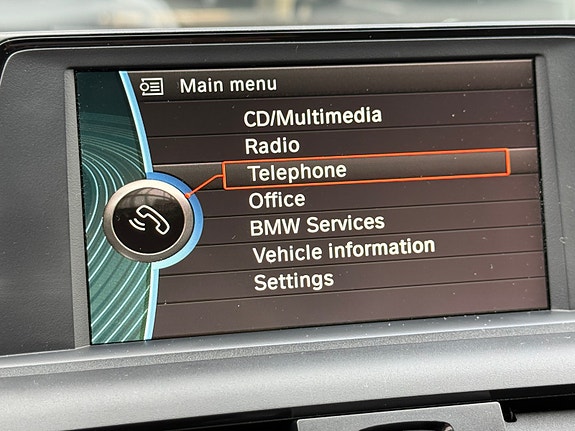 Main menu
CD/Multimedia
Radio
Telephone
Office
BMW Services
Vehicle information
Settings